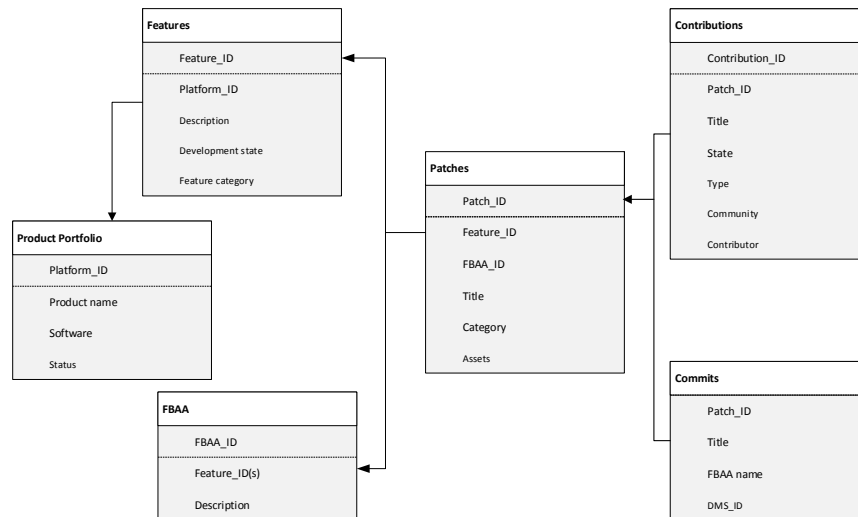 Features
Feature_ID
Platform_ID
Description
Development state
Feature category
Product Portfolio
Platform_ID
Product name
Software
Status
FBAA
FBAA_ID
Feature_ID(s)
Description
Patches
Patch_ID
Feature_ID
FBAA_ID
Title
Category
Assets
Contributions
Contribution_ID
Patch_ID
Title
State
Type
Community
Contributor
Commits
Patch_ID
Title
FBAA name
DMS_ID